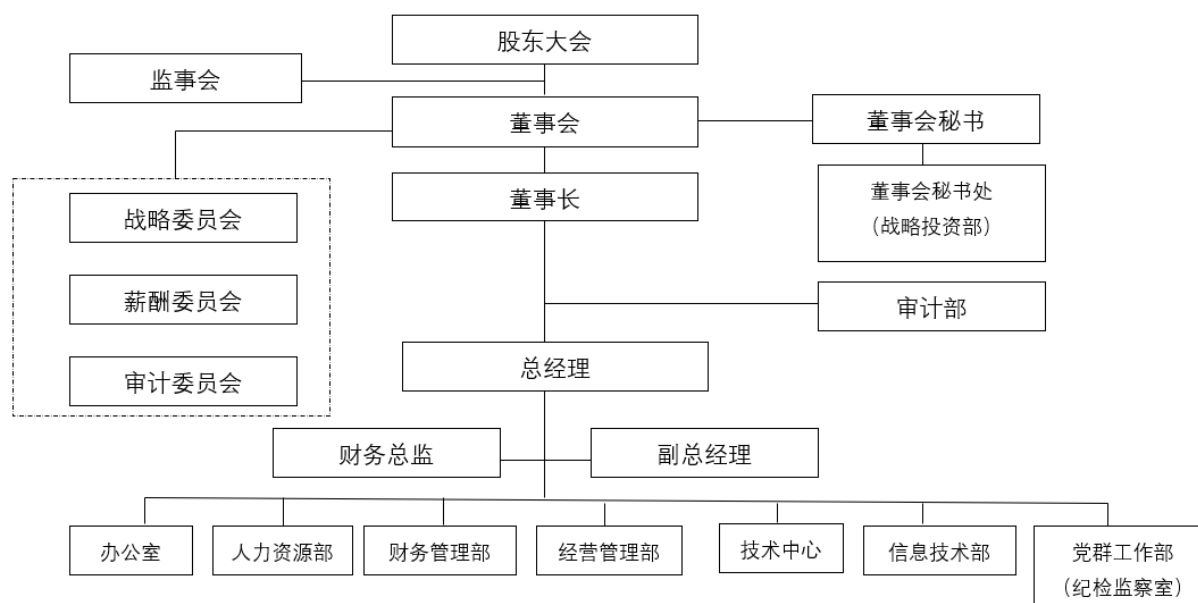 股东大会
监事会
董事会
董事会秘书
董事长
董事会秘书处
（战略投资部）
战略委员会
薪酬委员会
审计委员会
审计部
总经理
财务总监
副总经理
办公室
人力资源部
财务管理部
经营管理部
技术中心
信息技术部
党群工作部
（纪检监察室）